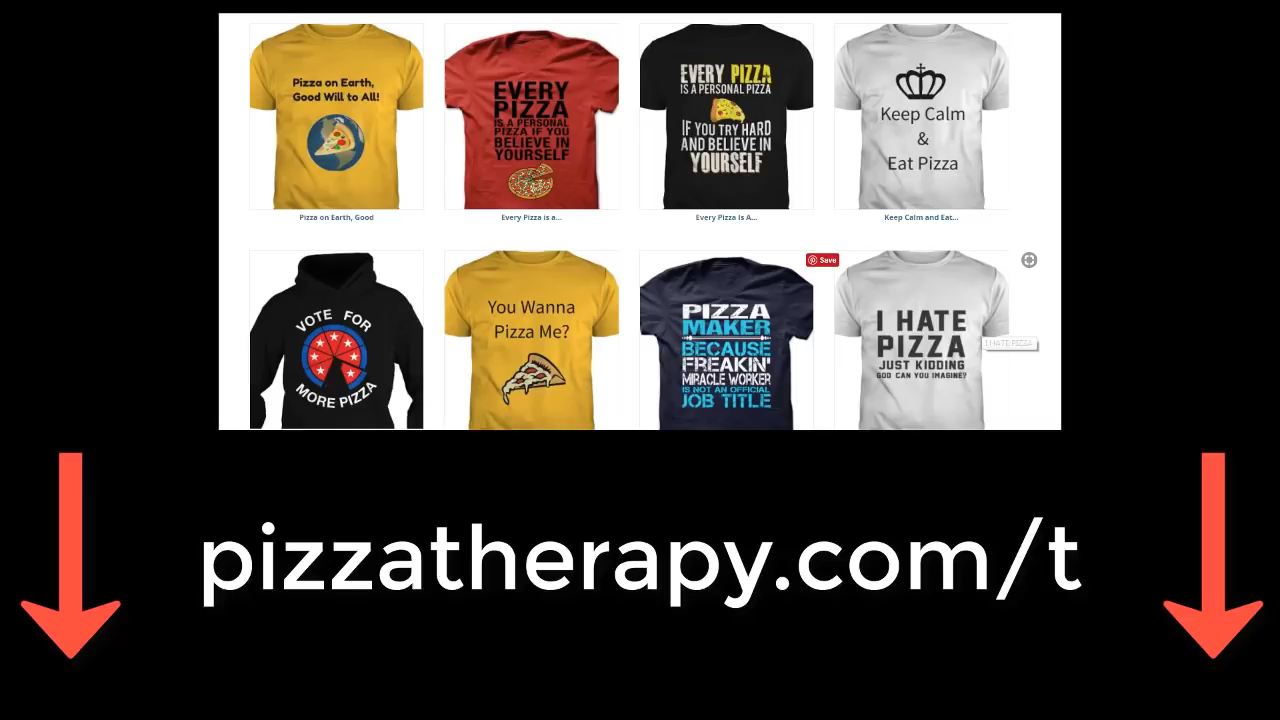 Pizza on Earth,
Good Will to All!
EVERY
PIZZA
IS A PERSONAL
PIZZA IF YOU
BELIEVE IN
YOURSELF
EVERY PIZZA
IS A PERSONAL PIZZA
IF YOU TRY HARD
AND BELIEVE IN
YOURSELF
Keep Calm
&
Eat Pizza
Pizza on Earth, Good
Every Pizza is a...
Every Pizza Is A...
Keep Calm and Eat...
VOTE FOR
MORE PIZZA
You Wanna
Pizza Me?
PIZZA
MAKER
BECAUSE
FREAKIN'
MIRACLE WORKER
IS NOT AN OFFICIAL
JOB TITLE
Save
I HATE
PIZZA
JUST KIDDING
GOD CAN YOU IMAGINE?
I HATE PIZZA
pizzatherapy.com/t